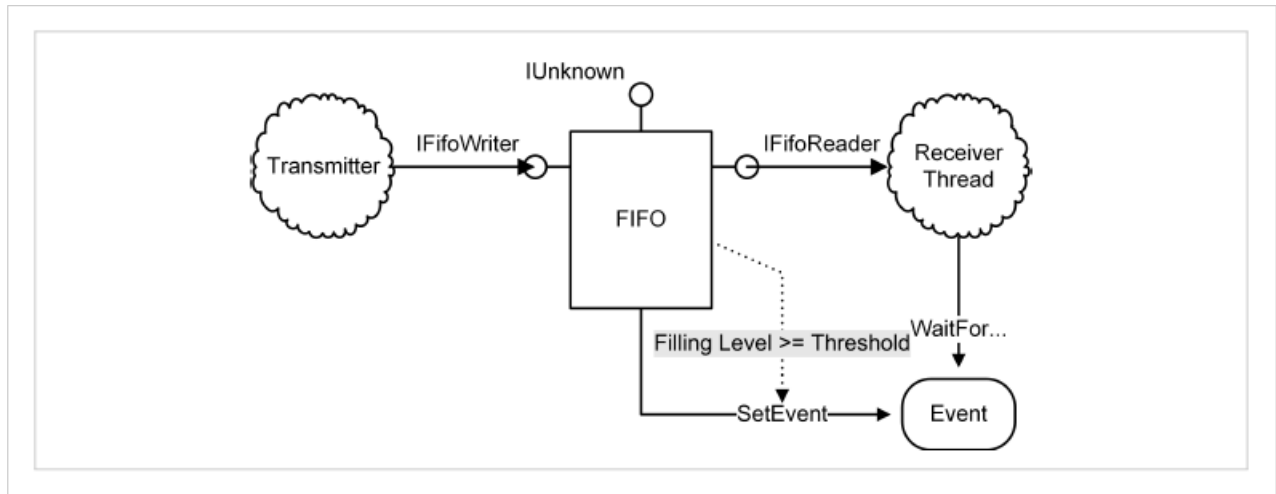 IUnknown
IFifoWriter
IFifoReader
Transmitter
Receiver
Thread
FIFO
WaitFor...
Filling Level >= Threshold
SetEvent
Event